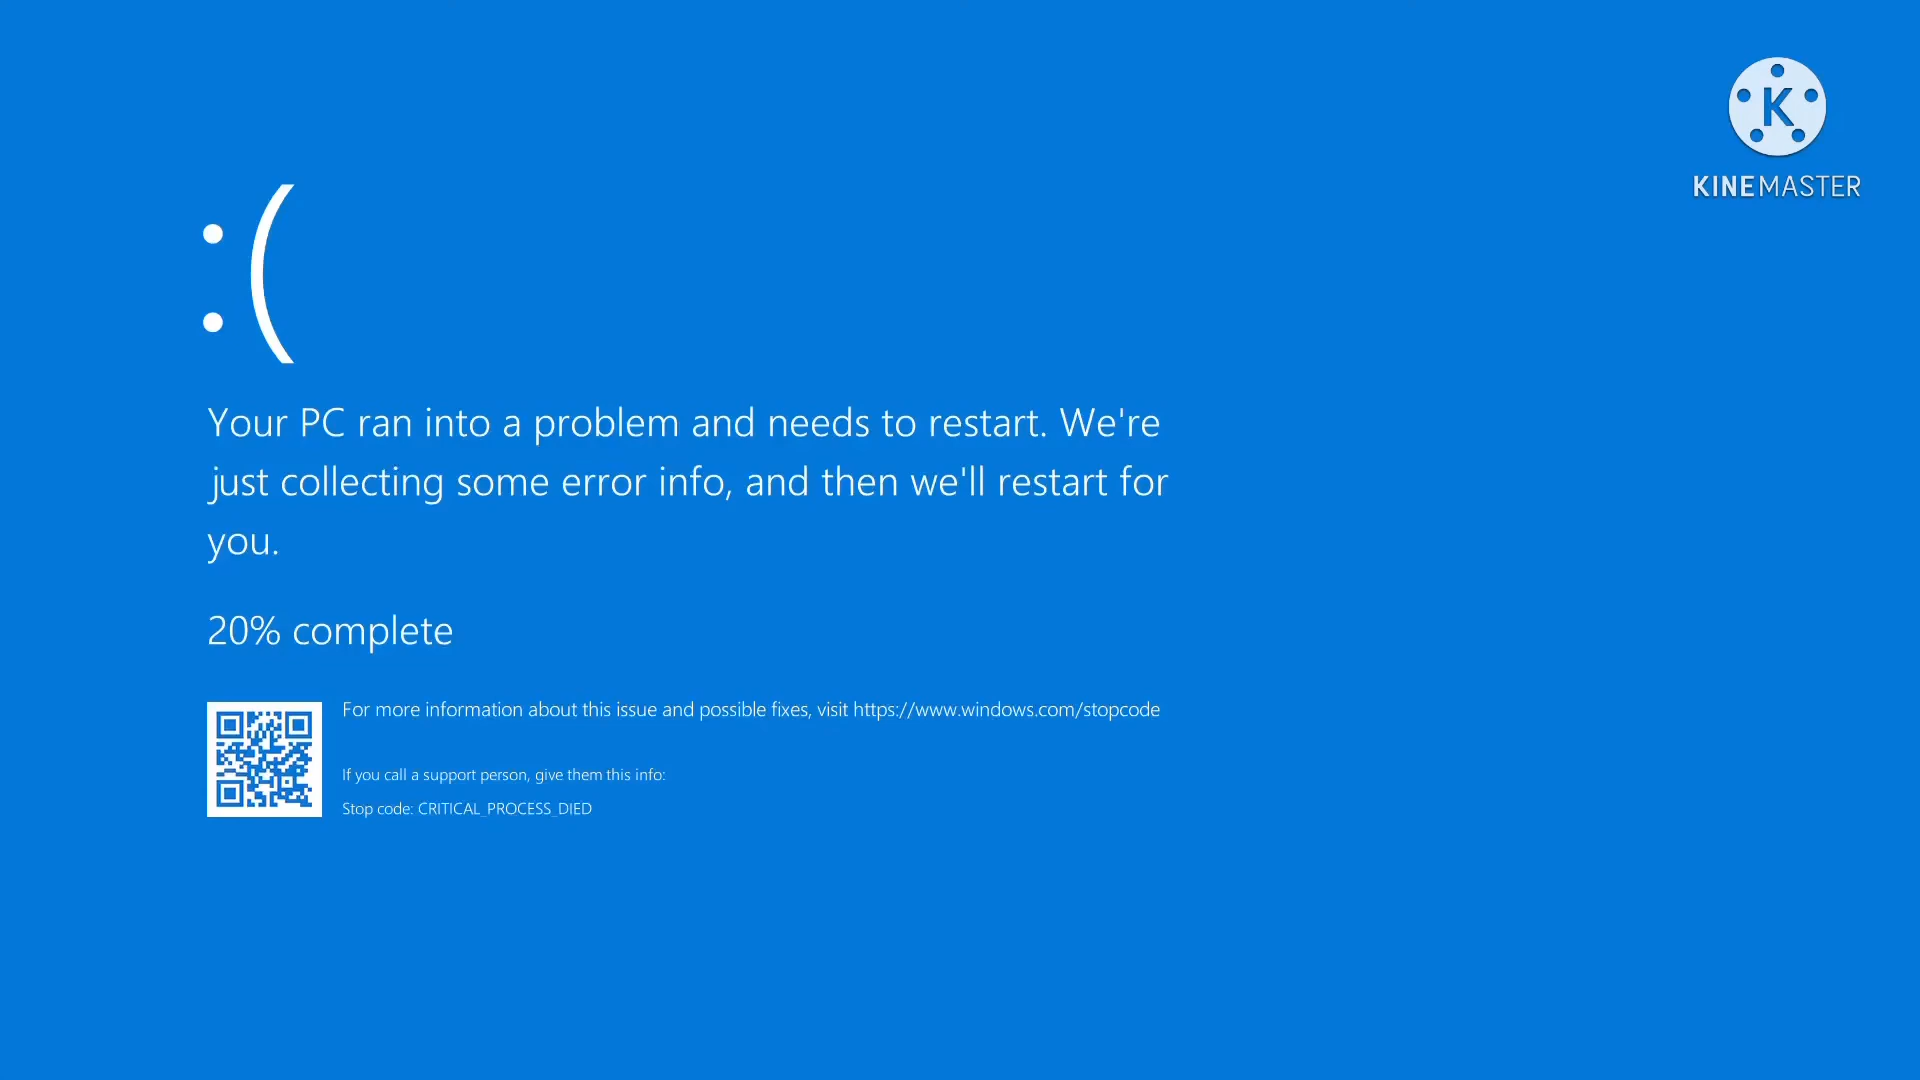 K
KINEMASTER
:(
Your PC ran into a problem and needs to restart. We're
just collecting some error info, and then we'll restart for
you.
20% complete
For more information about this issue and possible fixes, visit https://www.windows.com/stopcode
If you call a support person, give them this info:
Stop code: CRITICAL_PROCESS_DIED